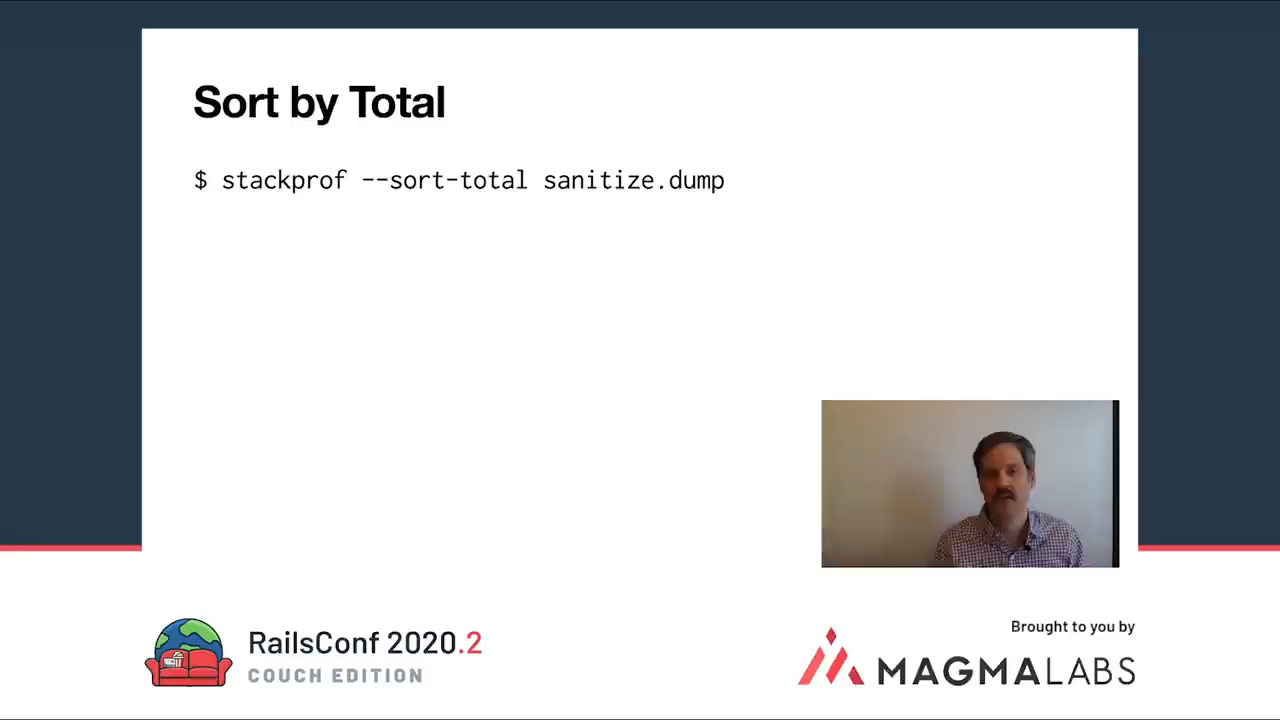 Sort by Total
$ stackprof --sort-total sanitize.dump
RailsConf 2020.2
COUCH EDITION
Brought to you by
MAGMALABS